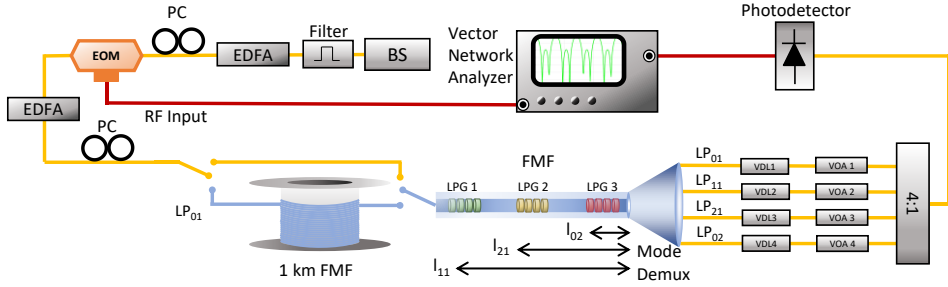 PC
Filter
EOM
EDFA
BS
Vector
Network
Analyzer
Photodetector
EDFA
RF Input
PC
LP01
1 km FMF
FMF
LPG 1
LPG 2
LPG 3
l02
l21
l11
Mode
Demux
LP01
VDL1
VOA 1
LP11
VDL2
VOA 2
LP21
VDL3
VOA 3
LP02
VDL4
VOA 4
4:1